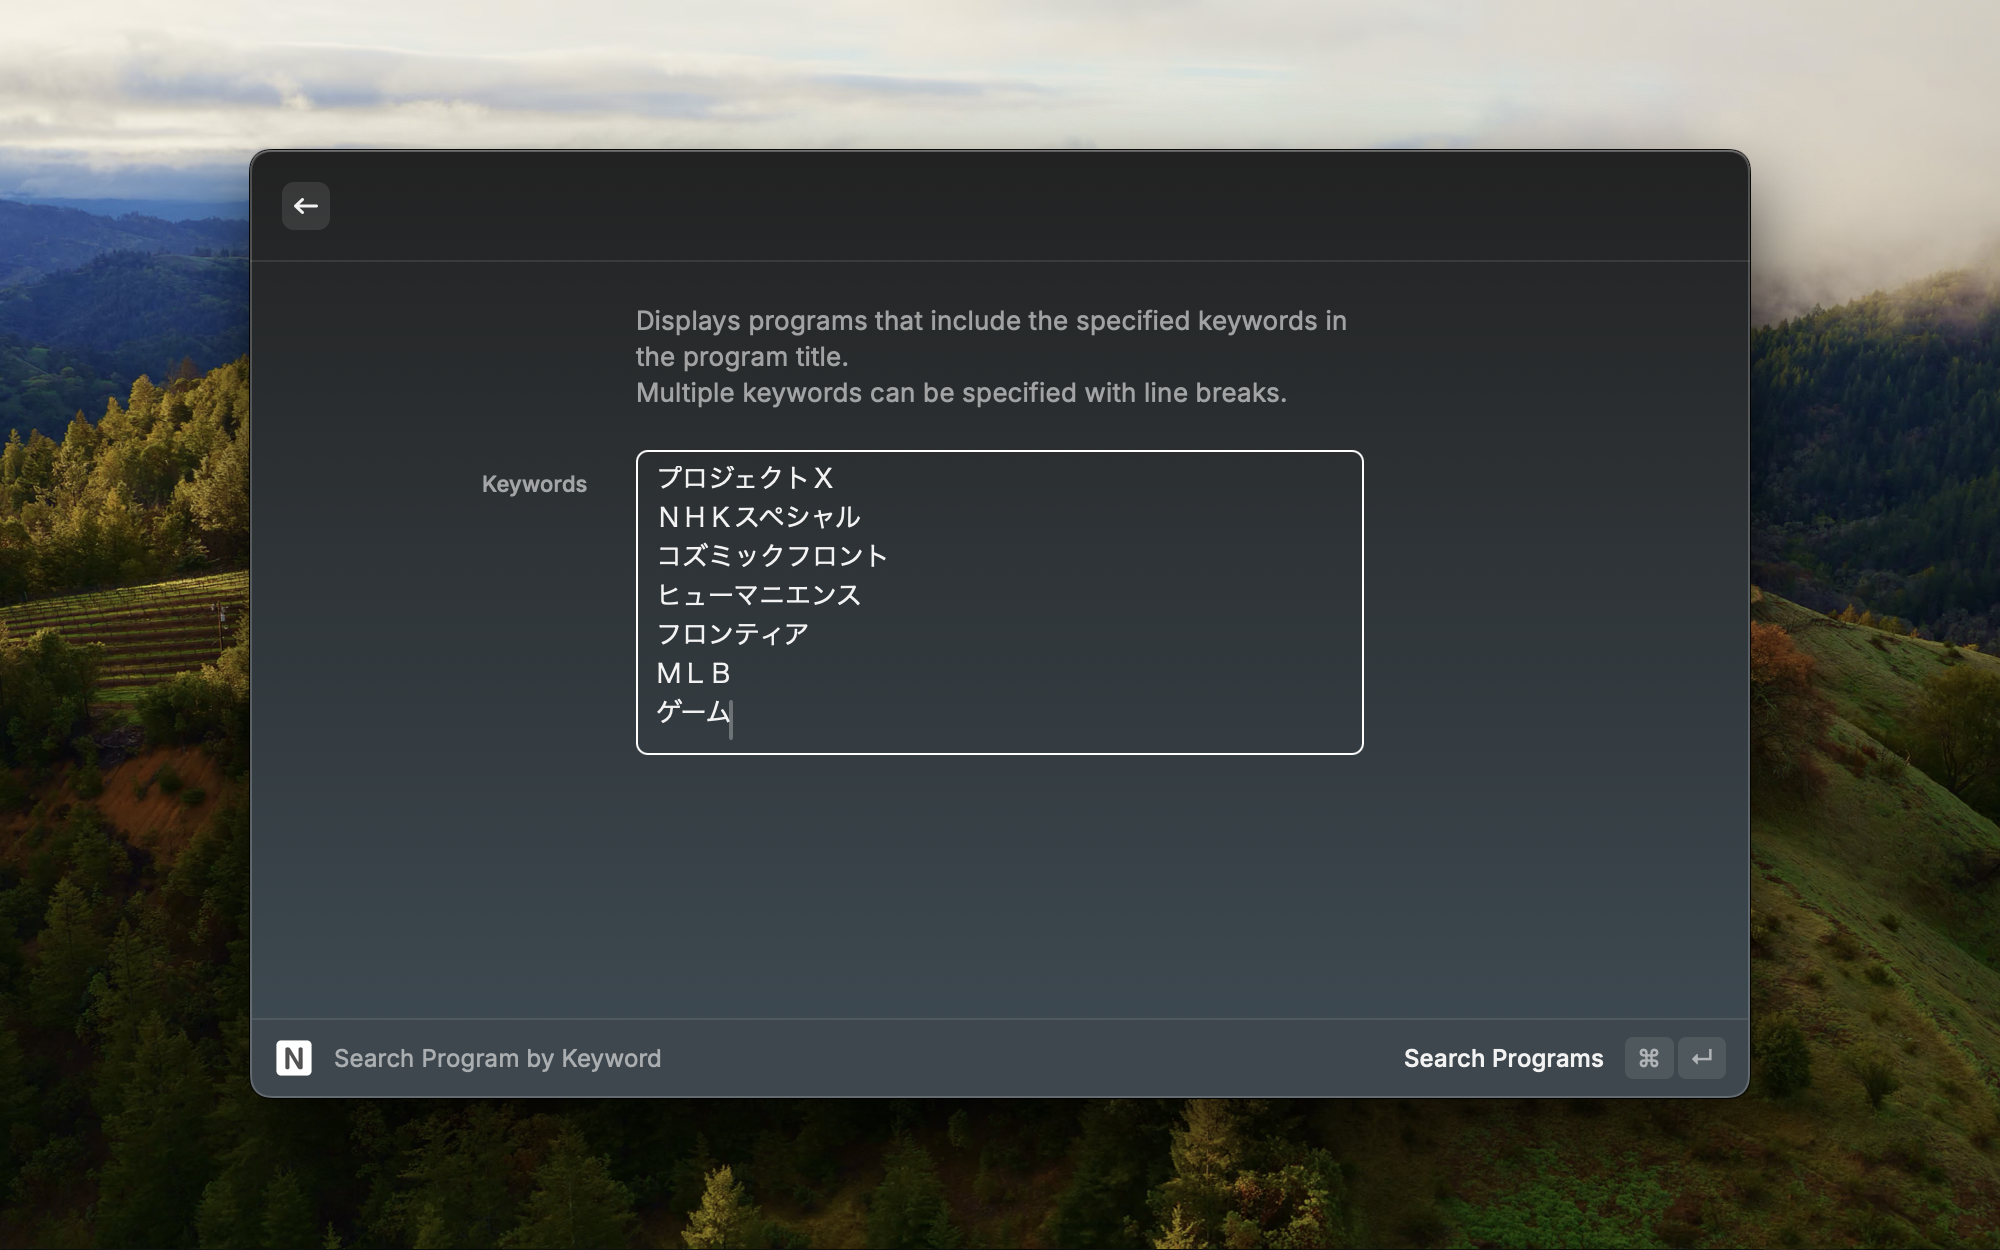 Displays programs that include the specified keywords in
the program title.
Multiple keywords can be specified with line breaks.
Keywords
プロジェクトＸ
ＮＨＫスペシャル
コズミックフロント
ヒューマニエンス
フロンティア
ＭＬＢ
ゲーム
N Search Program by Keyword
Search Programs ⌘ ↵